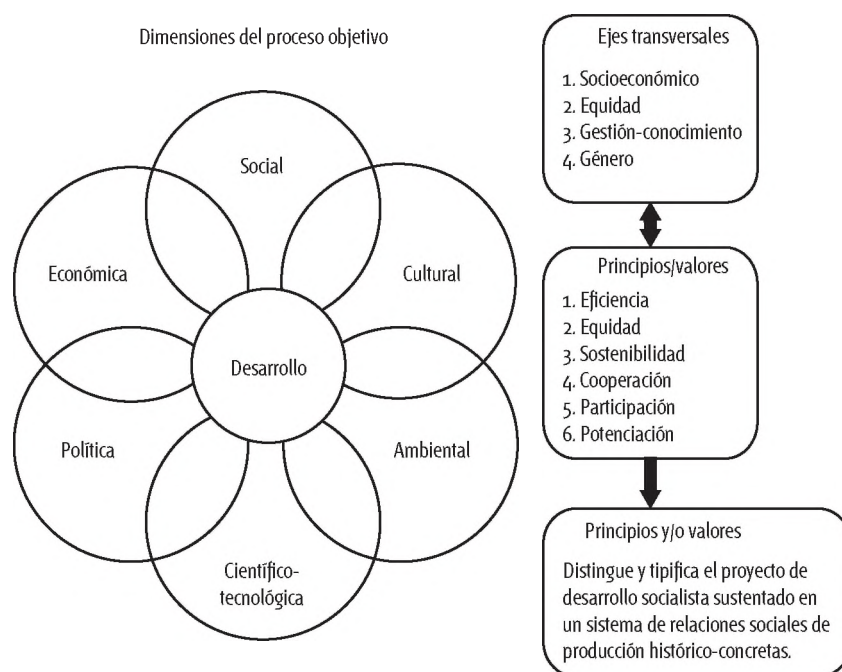 Dimensiones del proceso objetivo
Social
Económica
Cultural
Desarrollo
Política
Ambiental
Científico-
tecnológica
Ejes transversales
1. Socioeconómico
2. Equidad
3. Gestión-conocimiento
4. Género
Principios/valores
1. Eficiencia
2. Equidad
3. Sostenibilidad
4. Cooperación
5. Participación
6. Potenciación
Principios y/o valores
Distingue y tipifica el proyecto de
desarrollo socialista sustentado en
un sistema de relaciones sociales de
producción histórico-concretas.